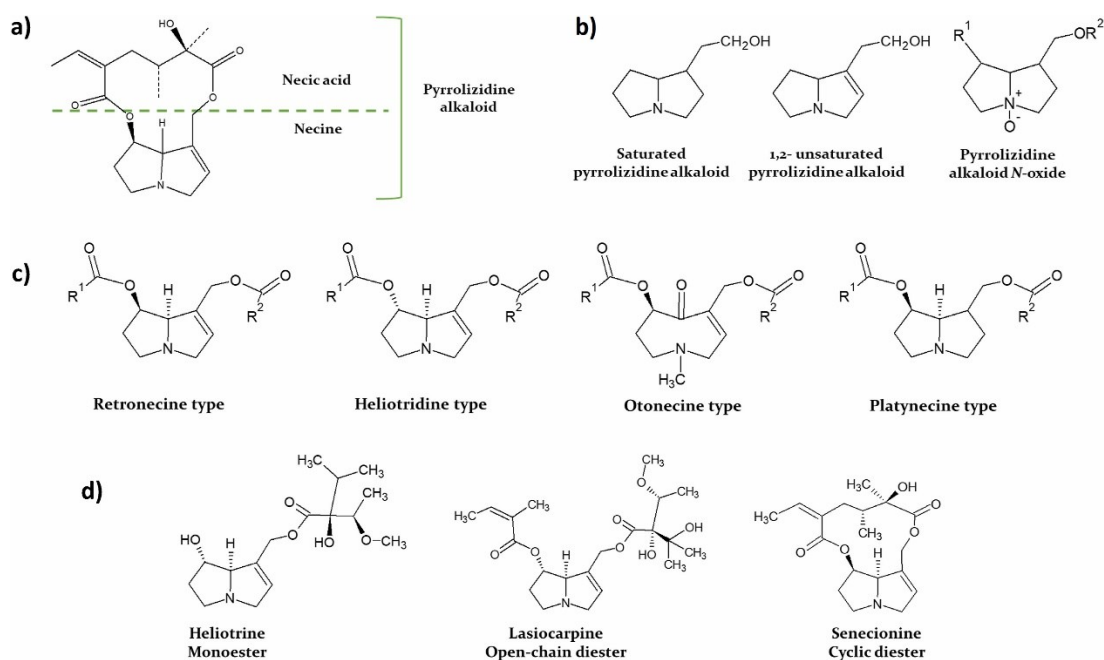 a)
HO
O
O
O
O
H
N
Necic acid
Necine
Pyrrolizidine
alkaloid
b)
CH₂OH
N
Saturated
pyrrolizidine alkaloid
CH₂OH
N
1,2- unsaturated
pyrrolizidine alkaloid
R¹
OR²
N⁺
O⁻
Pyrrolizidine
alkaloid N-oxide
c)
O
R¹
O
H
O
O
R²
N
Retronecine type
O
R¹
O
H
O
O
R²
N
Heliotridine type
O
R¹
O
O
O
O
R²
N
H₃C
Otonecine type
O
R¹
O
H
O
O
R²
N
Platynecine type
d)
H₃C
CH₃
O
CH₃
HO
O
CH₃
O
HO
H
N
Heliotrine
Monoester
H₃C
O
CH₃
CH₃
H₃C
O
O
O
O
OH
HO
CH₃
H₃C
H
N
Lasiocarpine
Open-chain diester
H₃C
OH
H₃C
CH₃
O
O
O
O
H
N
Senecionine
Cyclic diester